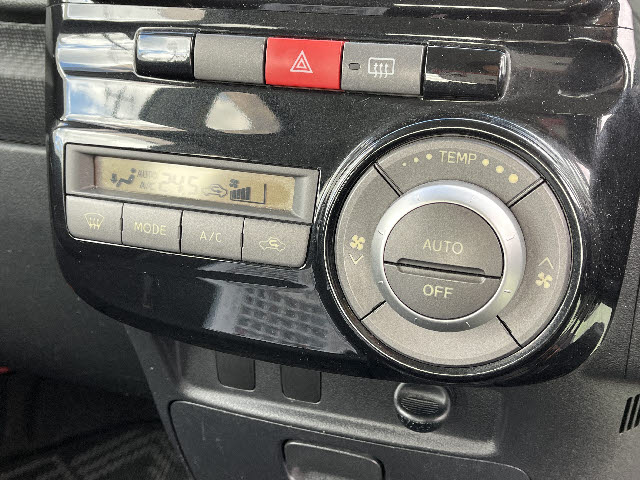 AUTO
A/C 24.5
MODE
A/C
TEMP
AUTO
OFF